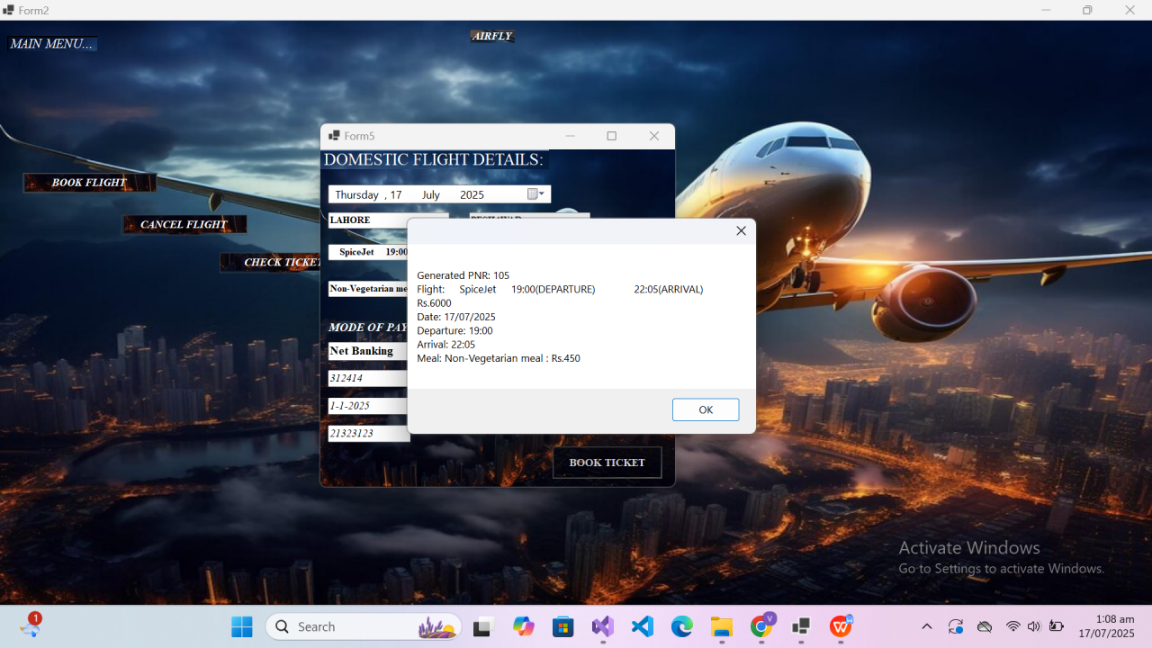 Form2
AIRFLY
MAIN MENU...
Form5
DOMESTIC FLIGHT DETAILS:
BOOK FLIGHT
Thursday , 17 July 2025
LAHORE
CANCEL FLIGHT
SpiceJet 19:00
CHECK TICKET
Generated PNR: 105
Flight: SpiceJet 19:00(DEPARTURE) 22:05(ARRIVAL)
Rs.6000
Date: 17/07/2025
Departure: 19:00
Arrival: 22:05
Meal: Non-Vegetarian meal : Rs.450
OK
Non-Vegetarian me
MODE OF PAY
Net Banking
312414
1-1-2025
21323123
BOOK TICKET
Activate Windows
Go to Settings to activate Windows.
1
Search
1:08 am
17/07/2025